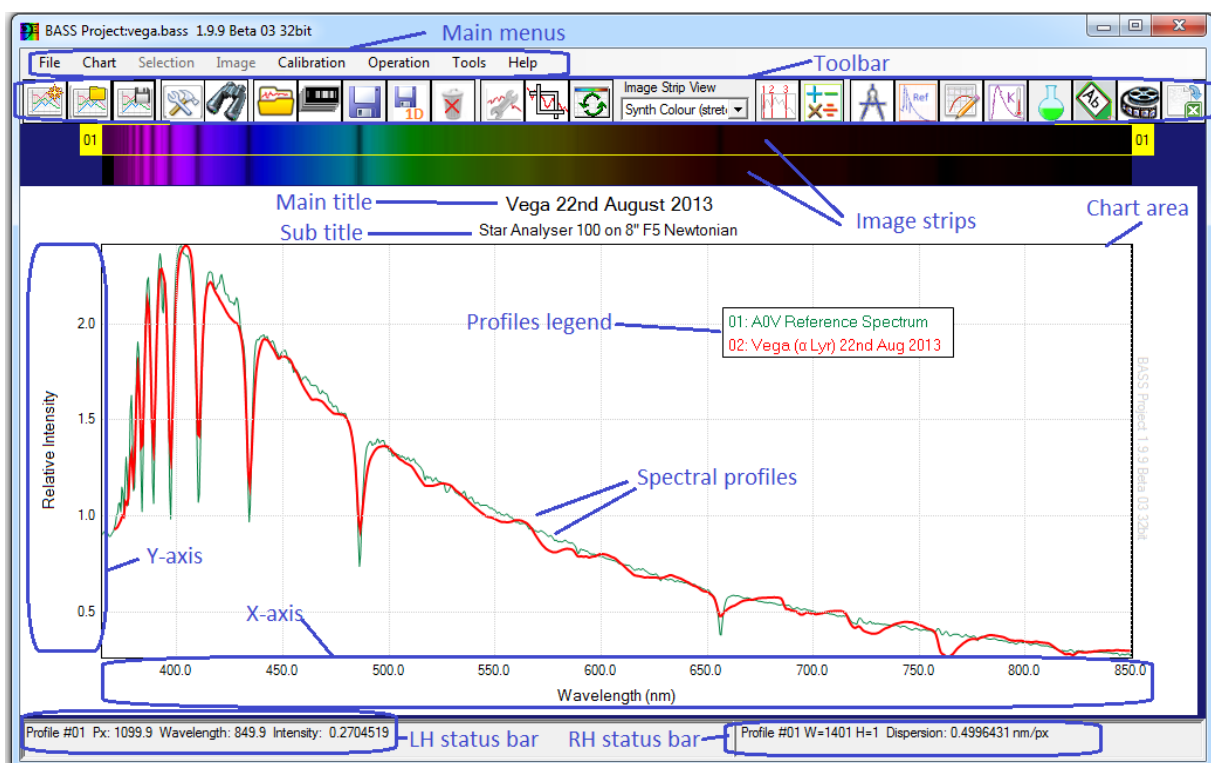 BASS Project:vega.bass 1.9.9 Beta 03 32bit
Main menus
File Chart Selection Image Calibration Operation Tools Help
Toolbar
Image Strip View
Synth Colour (stret
1D
1 2 3
Ref
K
Ab
01
01
Main title
Vega 22nd August 2013
Image strips
Chart area
Sub title
Star Analyser 100 on 8" F5 Newtonian
Profiles legend
01: A0V Reference Spectrum
02: Vega (α Lyr) 22nd Aug 2013
2.0
1.5
1.0
0.5
Relative Intensity
BASS Project 1.9.9 Beta 03 32bit
Spectral profiles
Y-axis
X-axis
400.0 450.0 500.0 550.0 600.0 650.0 700.0 750.0 800.0 850.0
Wavelength (nm)
Profile #01 Px: 1099.9 Wavelength: 849.9 Intensity: 0.2704519
LH status bar
RH status bar
Profile #01 W=1401 H=1 Dispersion: 0.4996431 nm/px